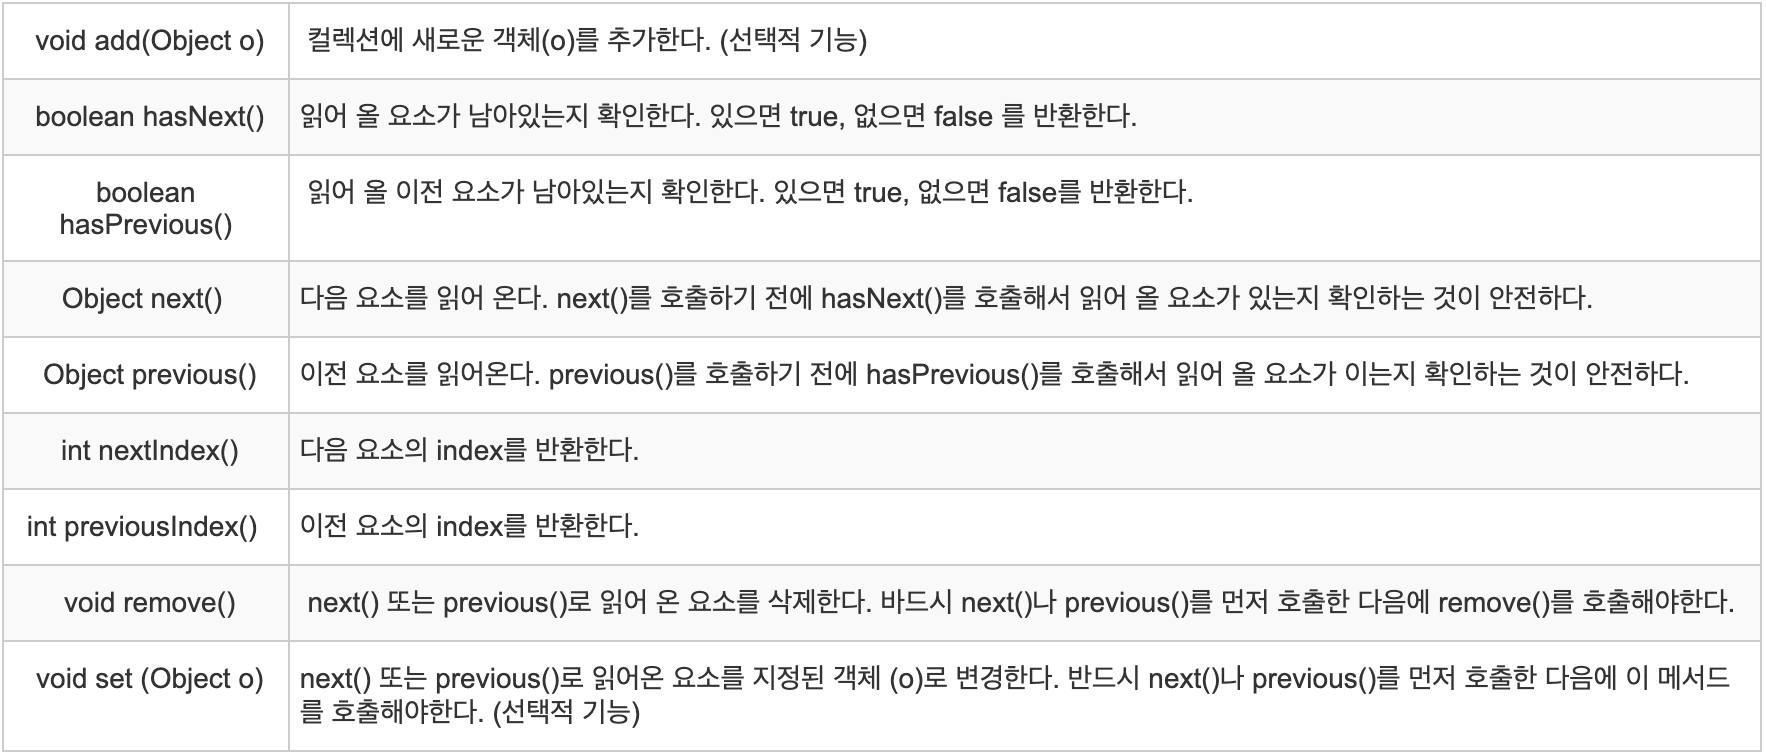 void add(Object o) 컬렉션에 새로운 객체(o)를 추가한다. (선택적 기능)
boolean hasNext() 읽어 올 요소가 남아있는지 확인한다. 있으면 true, 없으면 false 를 반환한다.
boolean 읽어 올 이전 요소가 남아있는지 확인한다. 있으면 true, 없으면 false를 반환한다.
hasPrevious()
Object next() 다음 요소를 읽어 온다. next()를 호출하기 전에 hasNext()를 호출해서 읽어 올 요소가 있는지 확인하는 것이 안전하다.
Object previous() 이전 요소를 읽어온다. previous()를 호출하기 전에 hasPrevious()를 호출해서 읽어 올 요소가 이는지 확인하는 것이 안전하다.
int nextIndex() 다음 요소의 index를 반환한다.
int previousIndex() 이전 요소의 index를 반환한다.
void remove() next() 또는 previous()로 읽어 온 요소를 삭제한다. 바드시 next()나 previous()를 먼저 호출한 다음에 remove()를 호출해야한다.
void set (Object o) next() 또는 previous()로 읽어온 요소를 지정된 객체 (o)로 변경한다. 반드시 next()나 previous()를 먼저 호출한 다음에 이 메서드
를 호출해야한다. (선택적 기능)